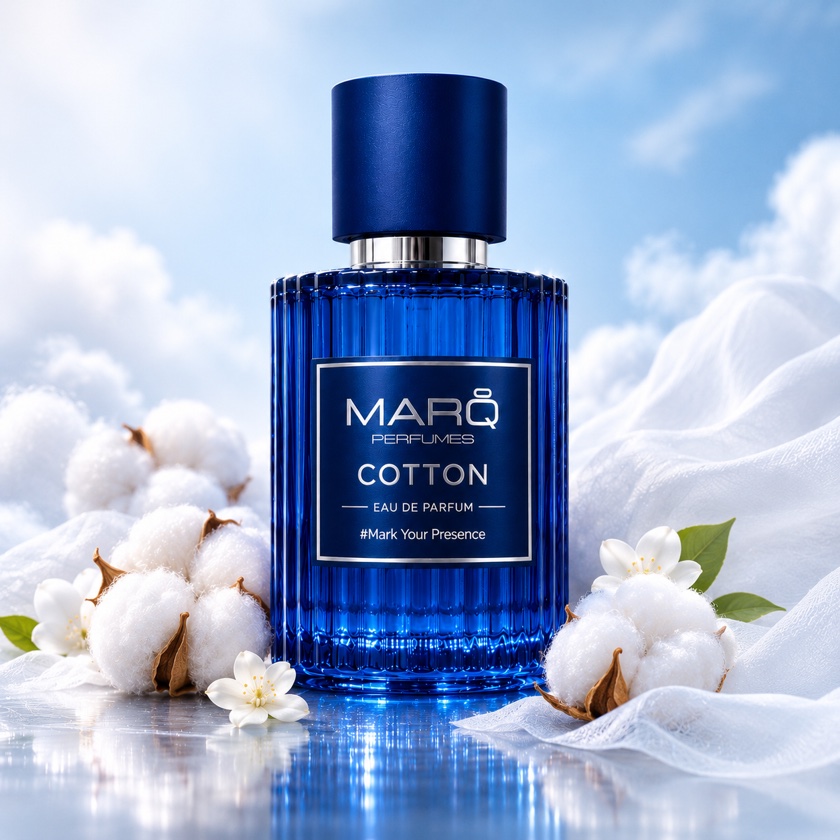 MARQ
PERFUMES
COTTON
EAU DE PARFUM
#Mark Your Presence